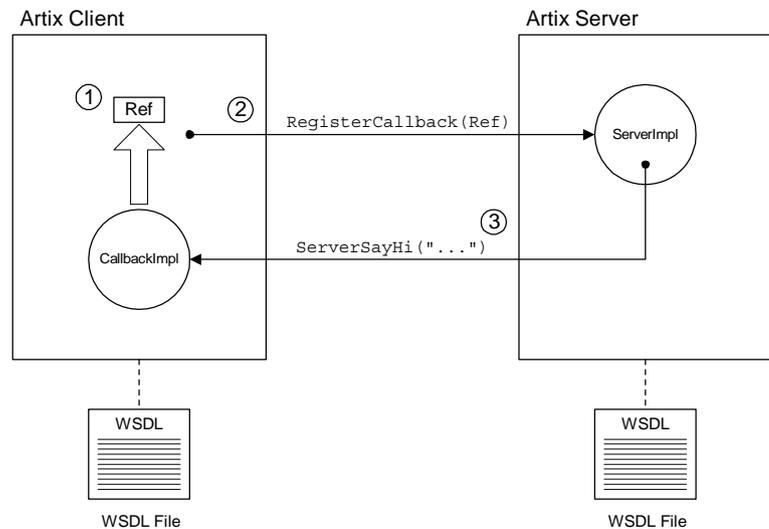 Artix Client
Artix Server
1
Ref
2
RegisterCallback(Ref)
ServerImpl
3
CallbackImpl
ServerSayHi("...")
WSDL
WSDL
WSDL File
WSDL File